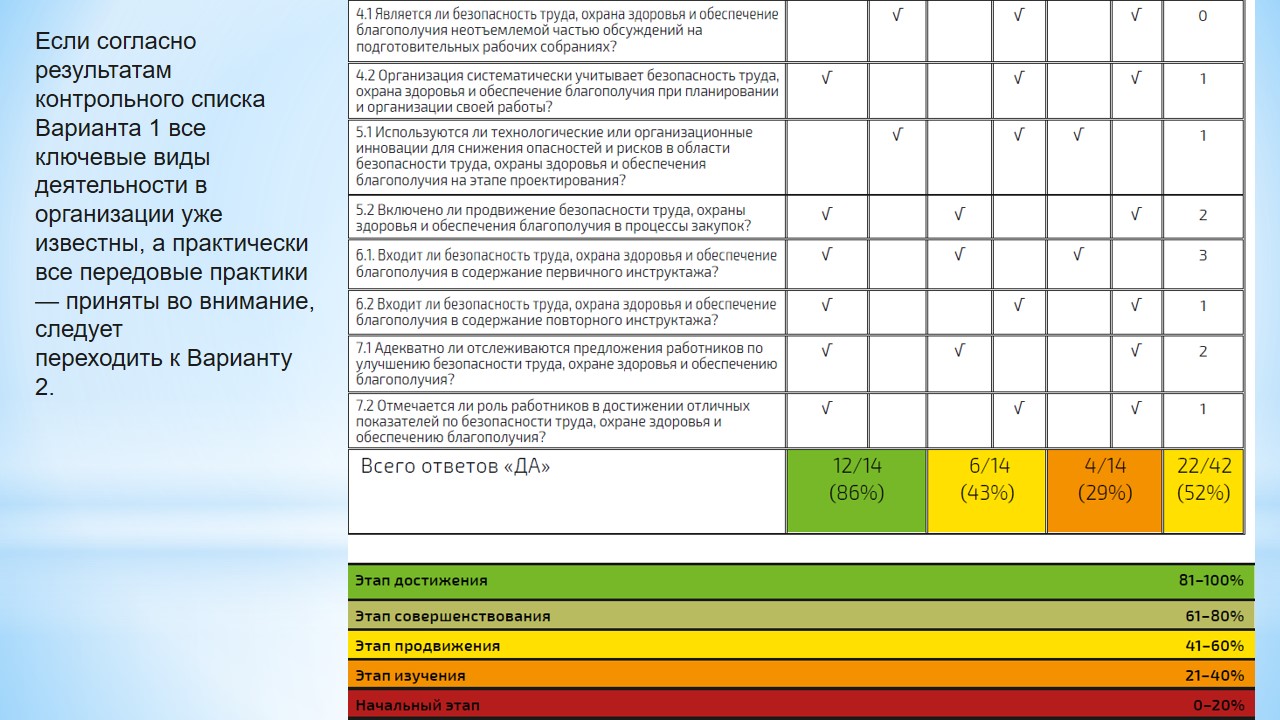 Если согласно
результатам
контрольного списка
Варианта 1 все
ключевые виды
деятельности в
организации уже
известны, а практически
все передовые практики
— приняты во внимание,
следует
переходить к Варианту
2.
4.1 Является ли безопасность труда, охрана здоровья и обеспечение
благополучия неотъемлемой частью обсуждений на
подготовительных рабочих собраниях?
√ √ √ 0
4.2 Организация систематически учитывает безопасность труда,
охрана здоровья и обеспечение благополучия при планировании
и организации своей работы?
√ √ √ 1
5.1 Используются ли технологические или организационные
инновации для снижения опасностей и рисков в области
безопасности труда, охраны здоровья и обеспечения
благополучия на этапе проектирования?
√ √ √ 1
5.2 Включено ли продвижение безопасности труда, охраны
здоровья и обеспечения благополучия в процессы закупок?
√ √ √ 2
6.1. Входит ли безопасность труда, охрана здоровья и обеспечение
благополучия в содержание первичного инструктажа?
√ √ √ 3
6.2 Входит ли безопасность труда, охрана здоровья и обеспечение
благополучия в содержание повторного инструктажа?
√ √ √ 1
7.1 Адекватно ли отслеживаются предложения работников по
улучшению безопасности труда, охране здоровья и обеспечению
благополучия?
√ √ √ 2
7.2 Отмечается ли роль работников в достижении отличных
показателей по безопасности труда, охране здоровья и
обеспечению благополучия?
√ √ √ 1
Всего ответов «ДА» 12/14 6/14 4/14 22/42
(86%) (43%) (29%) (52%)
Этап достижения 81–100%
Этап совершенствования 61–80%
Этап продвижения 41–60%
Этап изучения 21–40%
Начальный этап 0–20%